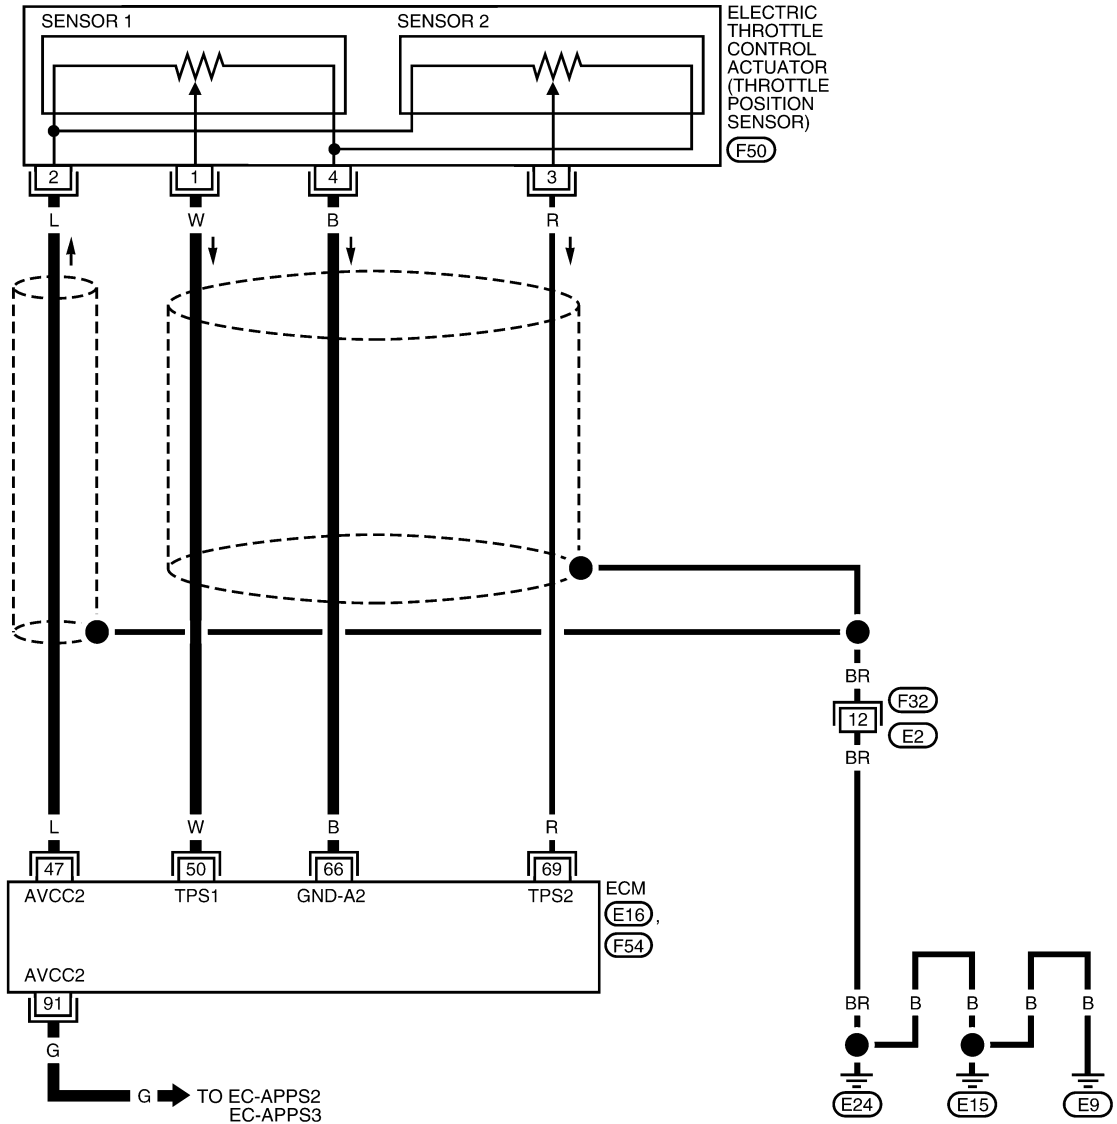 SENSOR 1
SENSOR 2
ELECTRIC
THROTTLE
CONTROL
ACTUATOR
(THROTTLE
POSITION
SENSOR)
F50
2
1
4
3
L
W
B
R
BR
F32
12
E2
BR
L
W
B
R
47
50
66
69
AVCC2
TPS1
GND-A2
TPS2
ECM
E16 ,
F54
AVCC2
91
BR
B
B
B
B
G
G
TO EC-APPS2
EC-APPS3
E24
E15
E9